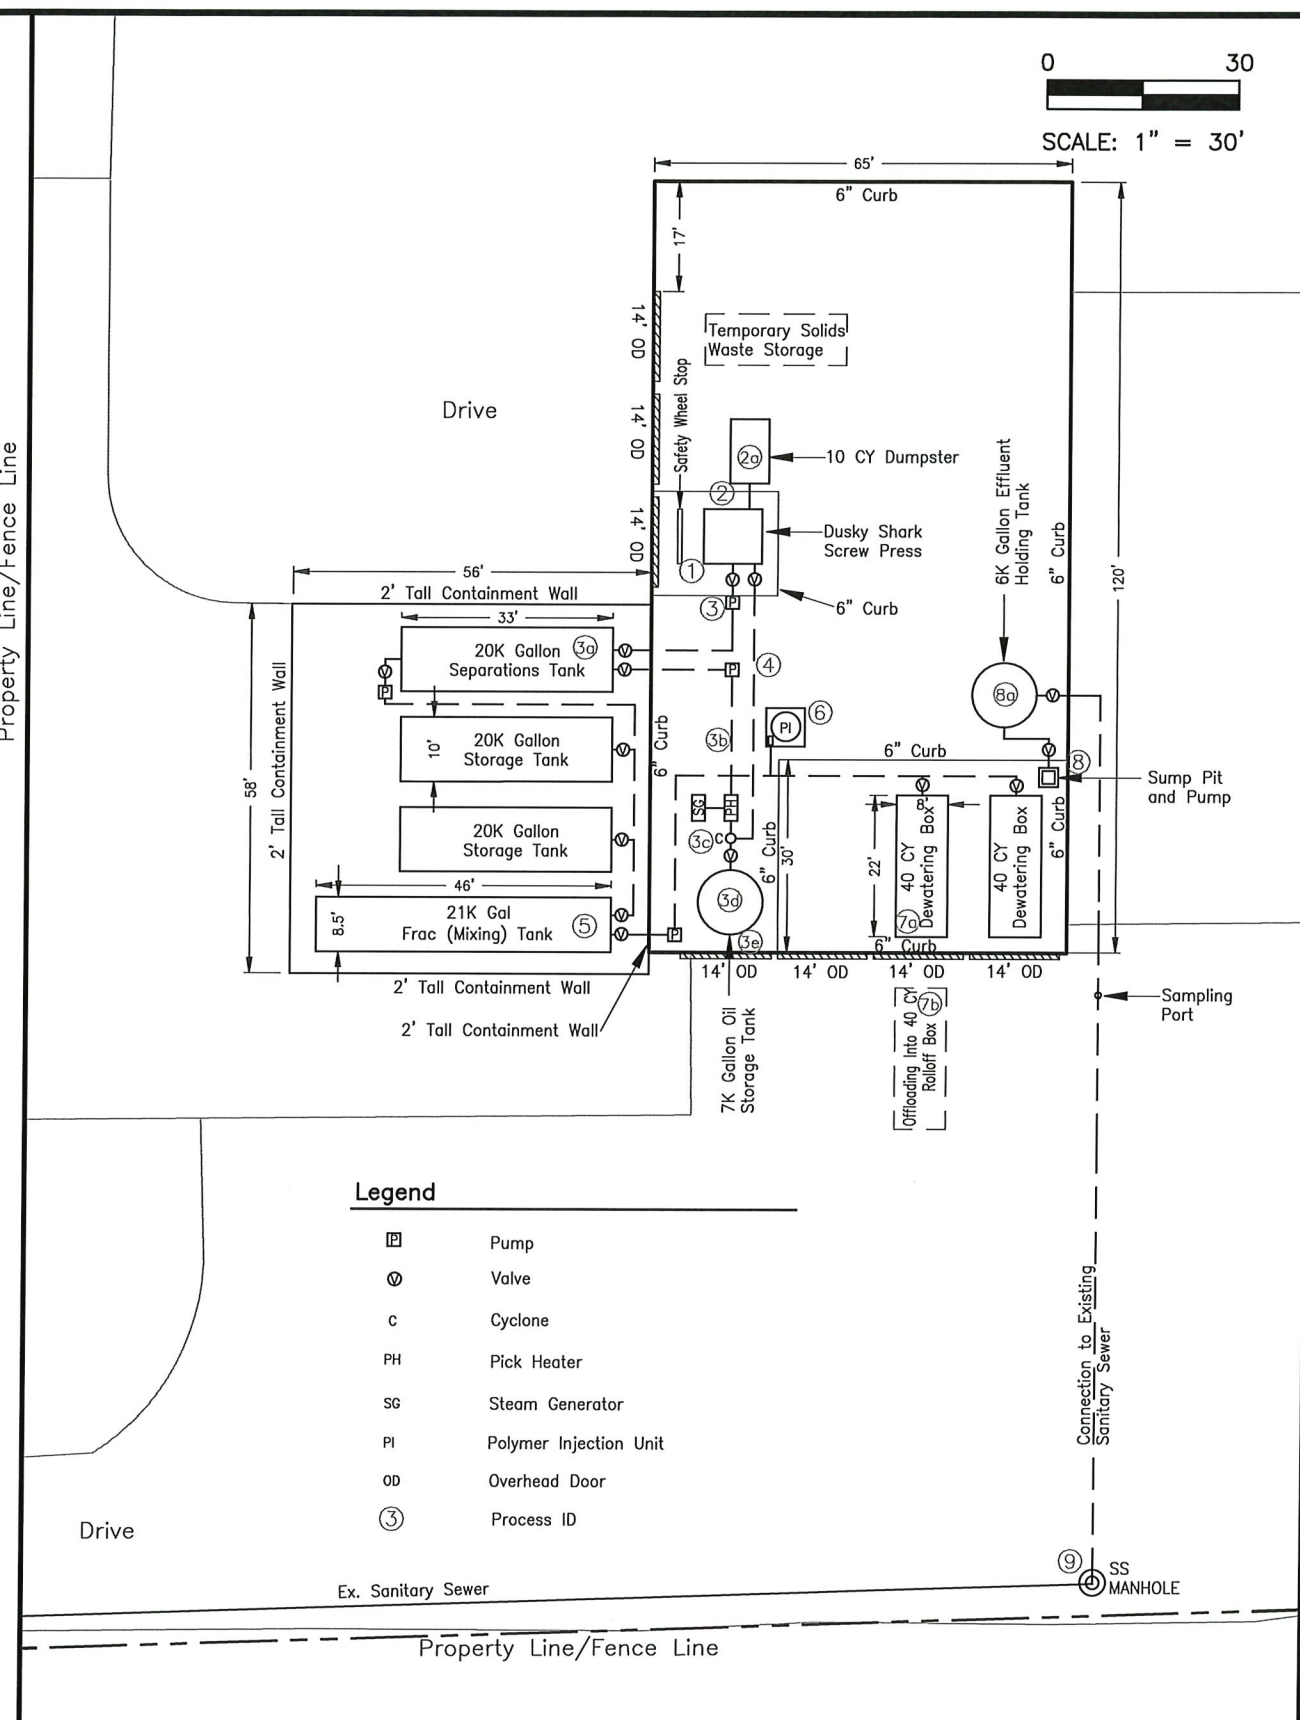 0 30
SCALE: 1" = 30'
65'
6" Curb
17'
14' OD
Temporary Solids
Waste Storage
Safety Wheel Stop
Drive
14' OD
2a
10 CY Dumpster
2
14' OD
Dusky Shark
Screw Press
6K Gallon Effluent
Holding Tank
6" Curb
120'
Property Line/Fence Line
1
V
V
56'
2' Tall Containment Wall
3
P
6" Curb
33'
20K Gallon
Separations Tank
3a
V
V
P
4
V
P
8a
V
2' Tall Containment Wall
58'
10'
20K Gallon
Storage Tank
V
6" Curb
3b
PI
6
6" Curb
V
8
Sump Pit
and Pump
20K Gallon
Storage Tank
V
SG
PH
3c
C
V
6" Curb
30'
V
V
8'
22'
40 CY
Dewatering Box
7a
40 CY
Dewatering Box
6" Curb
46'
8.5'
21K Gal
Frac (Mixing) Tank
5
V
V
P
3d
3e
6" Curb
14' OD
14' OD
14' OD
14' OD
2' Tall Containment Wall
2' Tall Containment Wall
7K Gallon Oil
Storage Tank
Offloading Into 40 CY
Rolloff Box
7b
Sampling
Port
Legend
P Pump
V Valve
C Cyclone
PH Pick Heater
SG Steam Generator
PI Polymer Injection Unit
OD Overhead Door
3 Process ID
Connection to Existing
Sanitary Sewer
Drive
9
SS
MANHOLE
Ex. Sanitary Sewer
Property Line/Fence Line